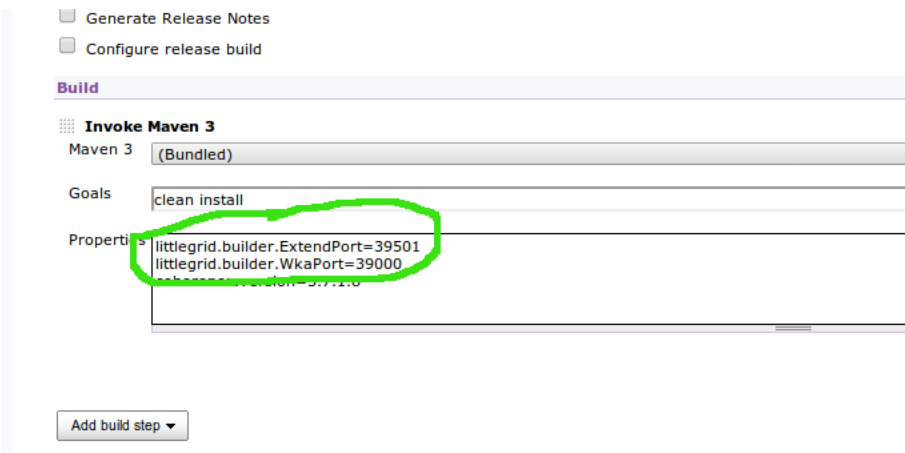 Generate Release Notes
Configure release build
Build
Invoke Maven 3
Maven 3 (Bundled)
Goals clean install
Properties littlegrid.builder.ExtendPort=39501
littlegrid.builder.WkaPort=39000
Add build step